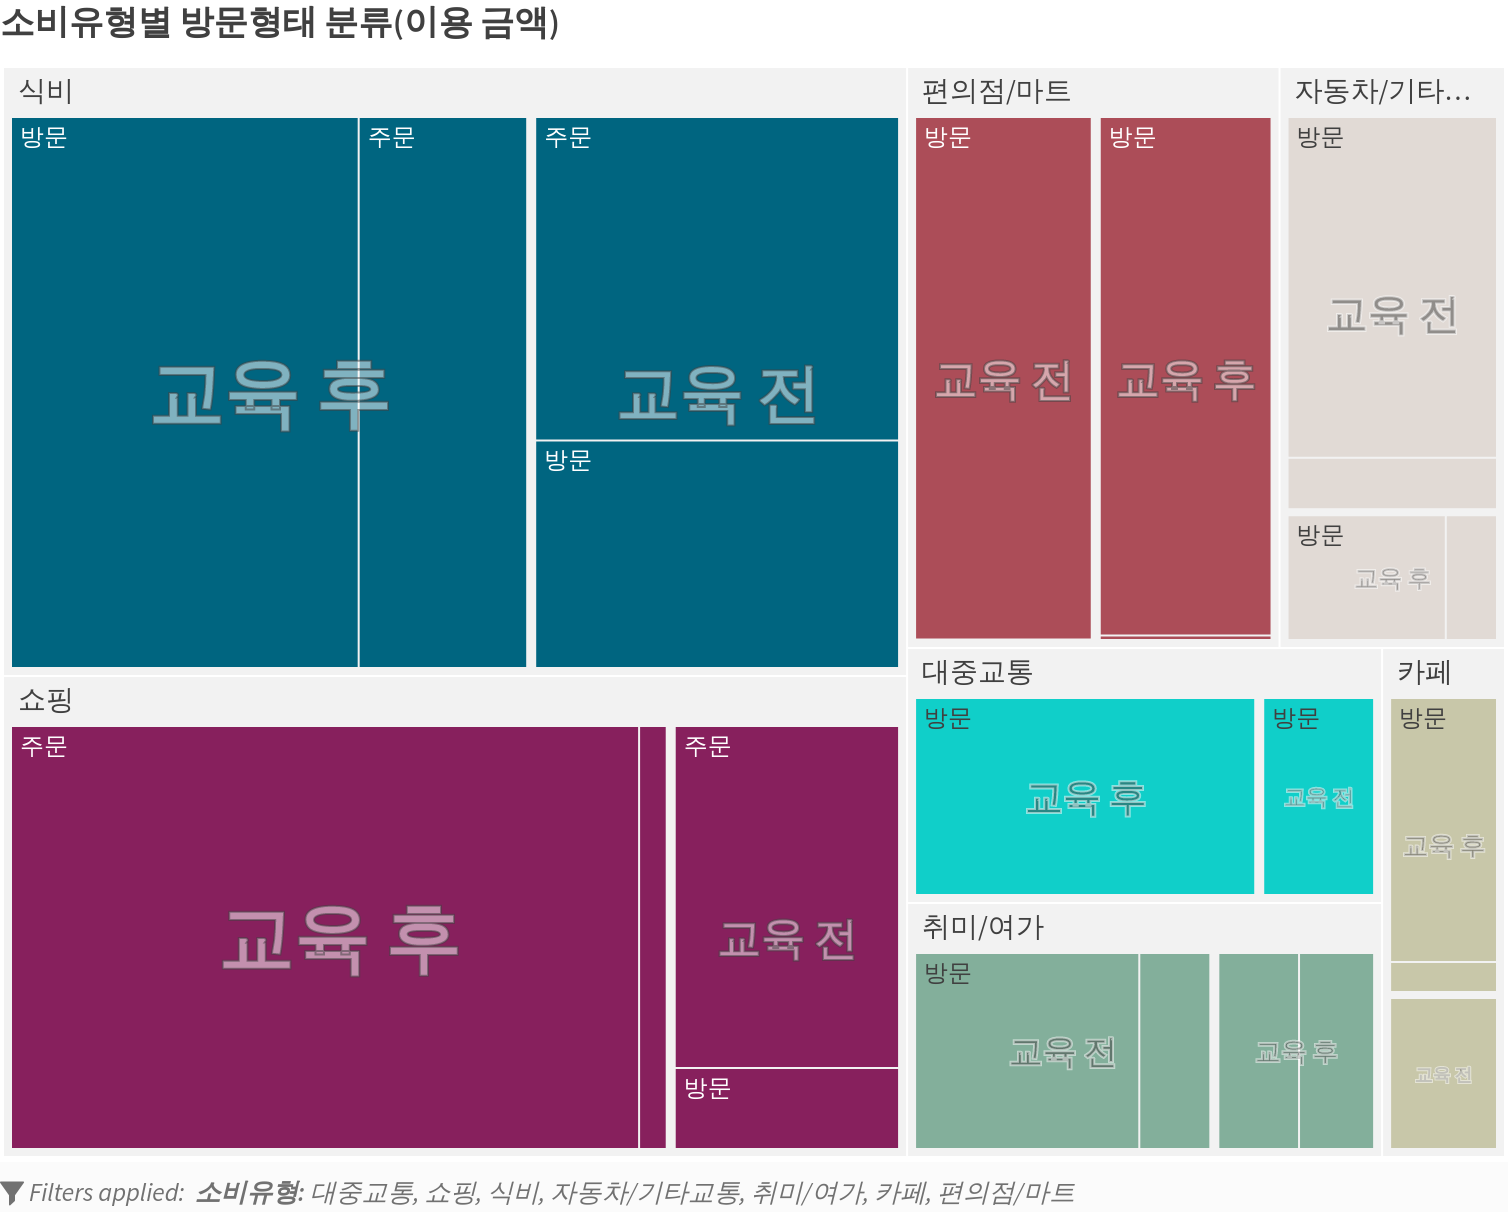 소비유형별 방문형태 분류(이용 금액)
식비
방문
주문
교육 후
주문
교육 전
방문
쇼핑
주문
교육 후
주문
교육 전
방문
편의점/마트
방문
교육 전
방문
교육 후
자동차/기타...
방문
교육 전
방문
교육 후
대중교통
방문
교육 후
방문
교육 전
취미/여가
방문
교육 전
교육 후
카페
방문
교육 후
교육 전
Filters applied: 소비유형: 대중교통, 쇼핑, 식비, 자동차/기타교통, 취미/여가, 카페, 편의점/마트